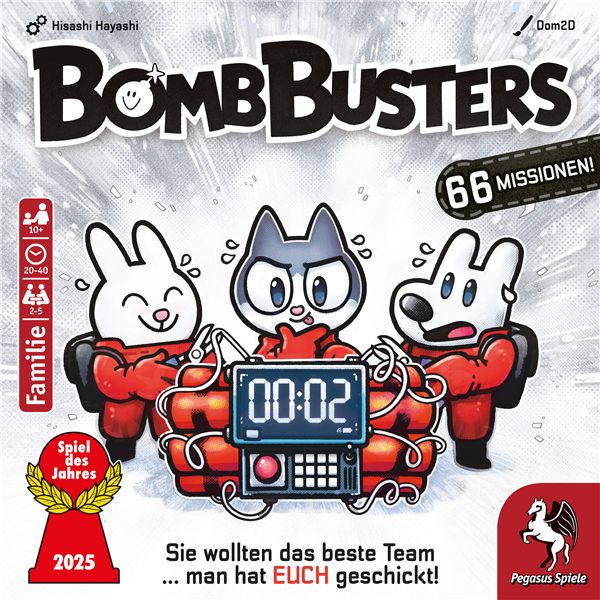 Hisashi Hayashi
Dom2D
BOMBBUSTERS
66 MISSIONEN!
10+
20-40
2-5
Familie
00:02
Spiel
des
Jahres
2025
Sie wollten das beste Team
... man hat EUCH geschickt!
Pegasus Spiele